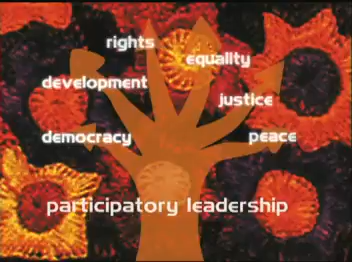 rights
equality
development
justice
democracy
peace
participatory leadership